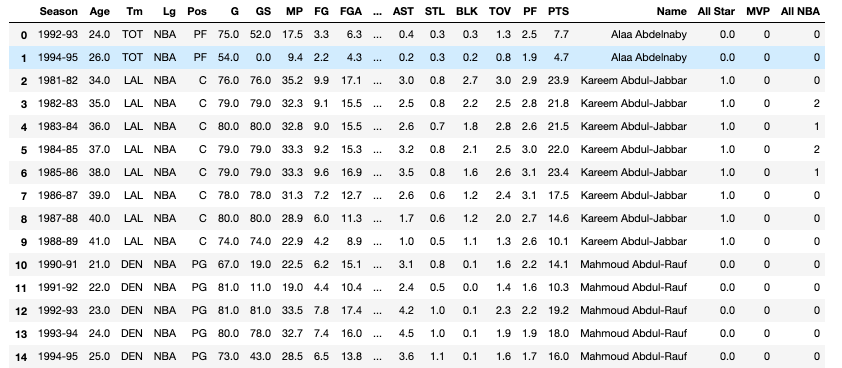 Season Age Tm Lg Pos G GS MP FG FGA ... AST STL BLK TOV PF PTS Name All Star MVP All NBA
0 1992-93 24.0 TOT NBA PF 75.0 52.0 17.5 3.3 6.3 ... 0.4 0.3 0.3 1.3 2.5 7.7 Alaa Abdelnaby 0.0 0 0
1 1994-95 26.0 TOT NBA PF 54.0 0.0 9.4 2.2 4.3 ... 0.2 0.3 0.2 0.8 1.9 4.7 Alaa Abdelnaby 0.0 0 0
2 1981-82 34.0 LAL NBA C 76.0 76.0 35.2 9.9 17.1 ... 3.0 0.8 2.7 3.0 2.9 23.9 Kareem Abdul-Jabbar 1.0 0 0
3 1982-83 35.0 LAL NBA C 79.0 79.0 32.3 9.1 15.5 ... 2.5 0.8 2.2 2.5 2.8 21.8 Kareem Abdul-Jabbar 1.0 0 2
4 1983-84 36.0 LAL NBA C 80.0 80.0 32.8 9.0 15.5 ... 2.6 0.7 1.8 2.8 2.6 21.5 Kareem Abdul-Jabbar 1.0 0 1
5 1984-85 37.0 LAL NBA C 79.0 79.0 33.3 9.2 15.3 ... 3.2 0.8 2.1 2.5 3.0 22.0 Kareem Abdul-Jabbar 1.0 0 2
6 1985-86 38.0 LAL NBA C 79.0 79.0 33.3 9.6 16.9 ... 3.5 0.8 1.6 2.6 3.1 23.4 Kareem Abdul-Jabbar 1.0 0 1
7 1986-87 39.0 LAL NBA C 78.0 78.0 31.3 7.2 12.7 ... 2.6 0.6 1.2 2.4 3.1 17.5 Kareem Abdul-Jabbar 1.0 0 0
8 1987-88 40.0 LAL NBA C 80.0 80.0 28.9 6.0 11.3 ... 1.7 0.6 1.2 2.0 2.7 14.6 Kareem Abdul-Jabbar 1.0 0 0
9 1988-89 41.0 LAL NBA C 74.0 74.0 22.9 4.2 8.9 ... 1.0 0.5 1.1 1.3 2.6 10.1 Kareem Abdul-Jabbar 1.0 0 0
10 1990-91 21.0 DEN NBA PG 67.0 19.0 22.5 6.2 15.1 ... 3.1 0.8 0.1 1.6 2.2 14.1 Mahmoud Abdul-Rauf 0.0 0 0
11 1991-92 22.0 DEN NBA PG 81.0 11.0 19.0 4.4 10.4 ... 2.4 0.5 0.0 1.4 1.6 10.3 Mahmoud Abdul-Rauf 0.0 0 0
12 1992-93 23.0 DEN NBA PG 81.0 81.0 33.5 7.8 17.4 ... 4.2 1.0 0.1 2.3 2.2 19.2 Mahmoud Abdul-Rauf 0.0 0 0
13 1993-94 24.0 DEN NBA PG 80.0 78.0 32.7 7.4 16.0 ... 4.5 1.0 0.1 1.9 1.9 18.0 Mahmoud Abdul-Rauf 0.0 0 0
14 1994-95 25.0 DEN NBA PG 73.0 43.0 28.5 6.5 13.8 ... 3.6 1.1 0.1 1.6 1.7 16.0 Mahmoud Abdul-Rauf 0.0 0 0